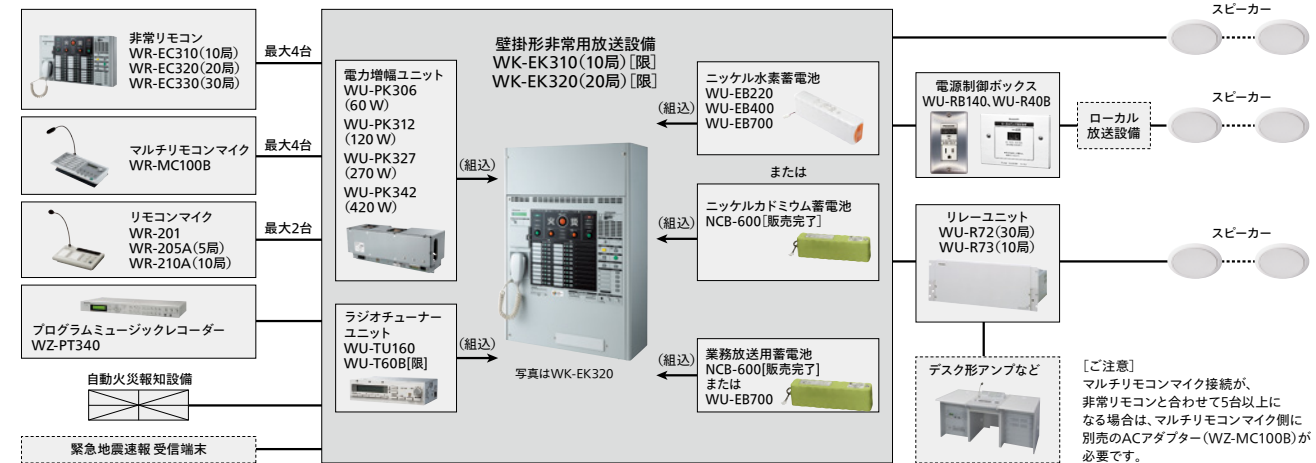 非常リモコン
WR-EC310(10局)
WR-EC320(20局)
WR-EC330(30局)
最大4台
マルチリモコンマイク
WR-MC100B
最大4台
リモコンマイク
WR-201
WR-205A(5局)
WR-210A(10局)
最大2台
プログラムミュージックレコーダー
WZ-PT340
自動火災報知設備
緊急地震速報 受信端末
壁掛形非常用放送設備
WK-EK310(10局)[限]
WK-EK320(20局)[限]
電力増幅ユニット
WU-PK306
(60 W)
WU-PK312
(120 W)
WU-PK327
(270 W)
WU-PK342
(420 W)
(組込)
ラジオチューナー
ユニット
WU-TU160
WU-T60B[限]
(組込)
写真はWK-EK320
ニッケル水素蓄電池
WU-EB220
WU-EB400
WU-EB700
(組込)
または
ニッケルカドミウム蓄電池
NCB-600[販売完了]
(組込)
業務放送用蓄電池
NCB-600[販売完了]
または
WU-EB700
(組込)
スピーカー
電源制御ボックス
WU-RB140、WU-R40B
ローカル
放送設備
スピーカー
リレーユニット
WU-R72(30局)
WU-R73(10局)
スピーカー
デスク形アンプなど
[ご注意]
マルチリモコンマイク接続が、
非常リモコンと合わせて5台以上に
なる場合は、マルチリモコンマイク側に
別売のACアダプター(WZ-MC100B)が
必要です。